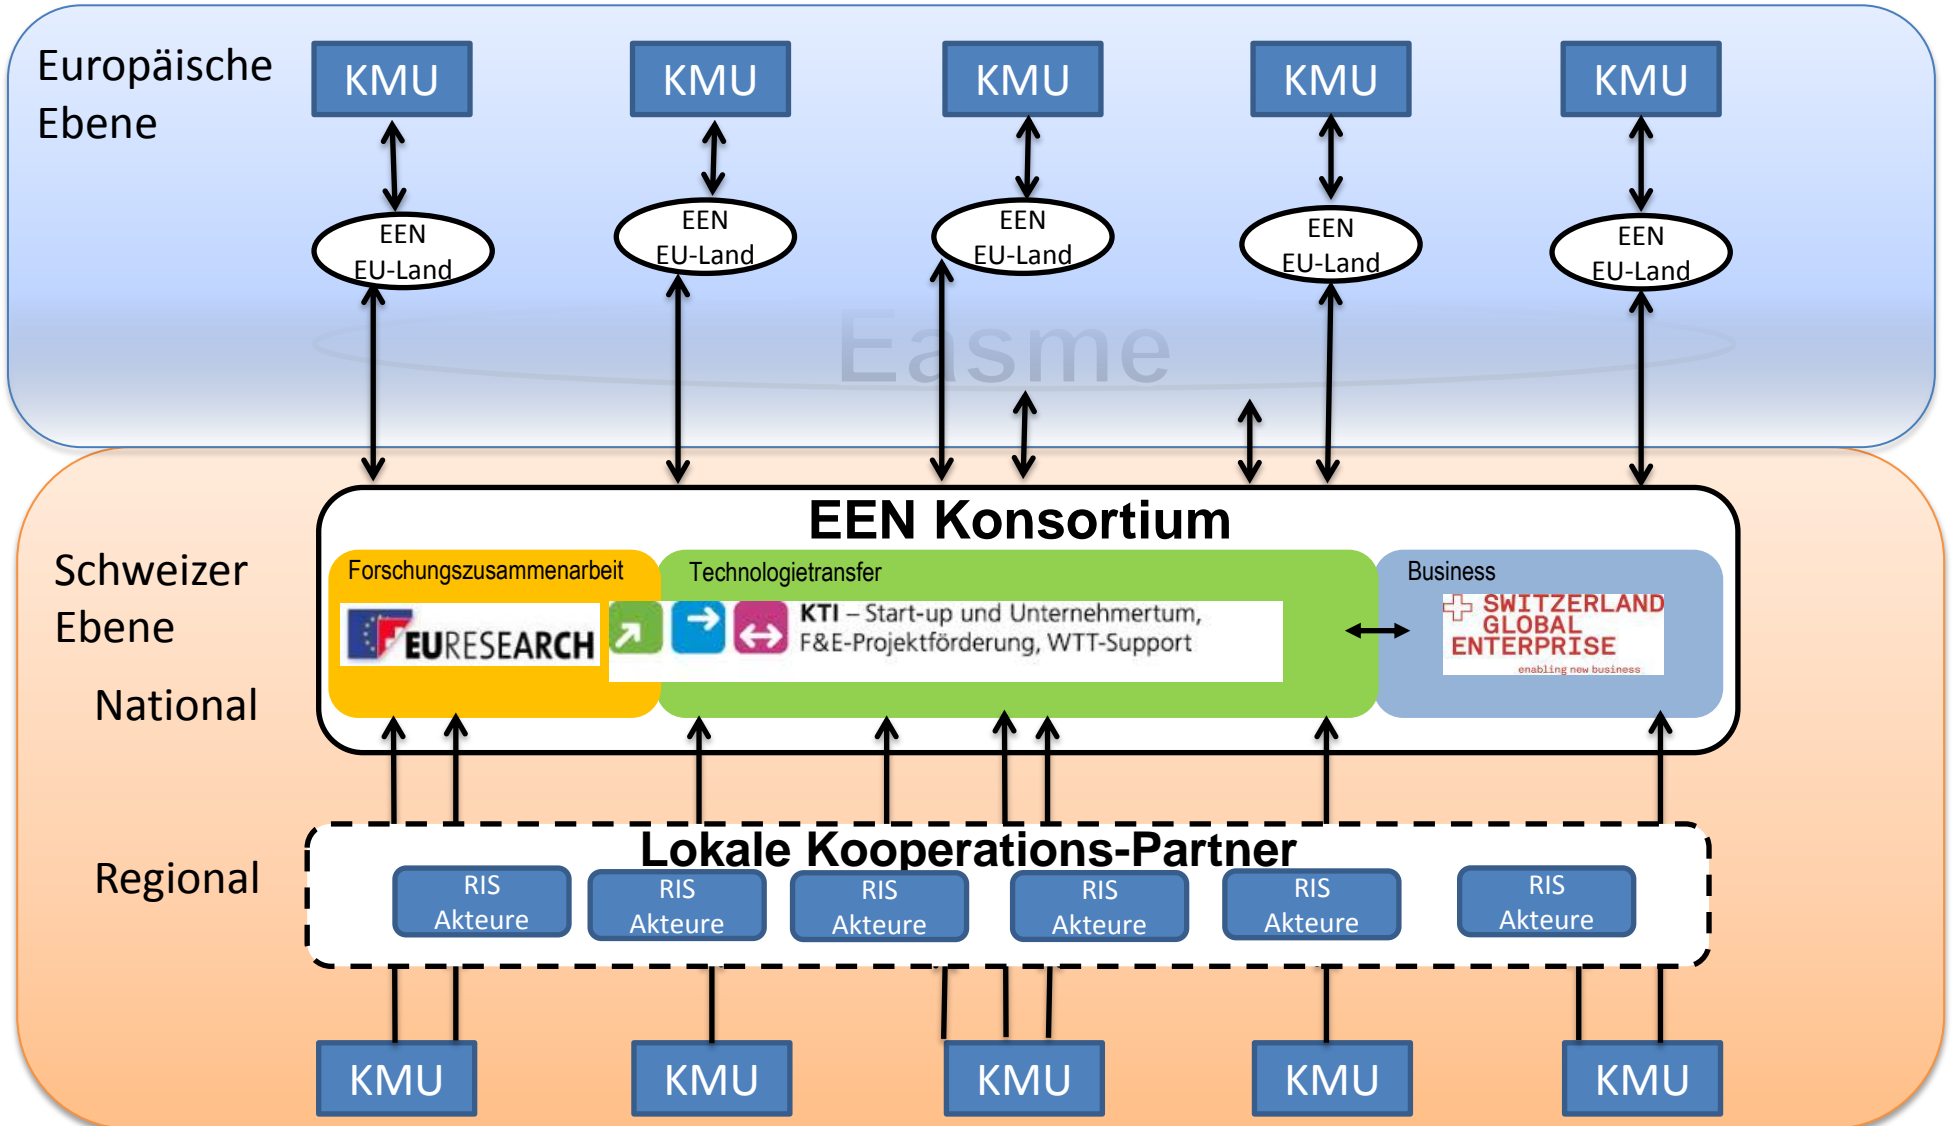 Europäische
Ebene
KMU
KMU
KMU
KMU
KMU
EEN
EU-Land
EEN
EU-Land
EEN
EU-Land
EEN
EU-Land
EEN
EU-Land
Easme
EEN Konsortium
Schweizer
Ebene
National
Forschungszusammenarbeit
EURESEARCH
Technologietransfer
KTI – Start-up und Unternehmertum,
F&E-Projektförderung, WTT-Support
Business
SWITZERLAND
GLOBAL
ENTERPRISE
enabling new business
Regional
Lokale Kooperations-Partner
RIS
Akteure
RIS
Akteure
RIS
Akteure
RIS
Akteure
RIS
Akteure
RIS
Akteure
KMU
KMU
KMU
KMU
KMU